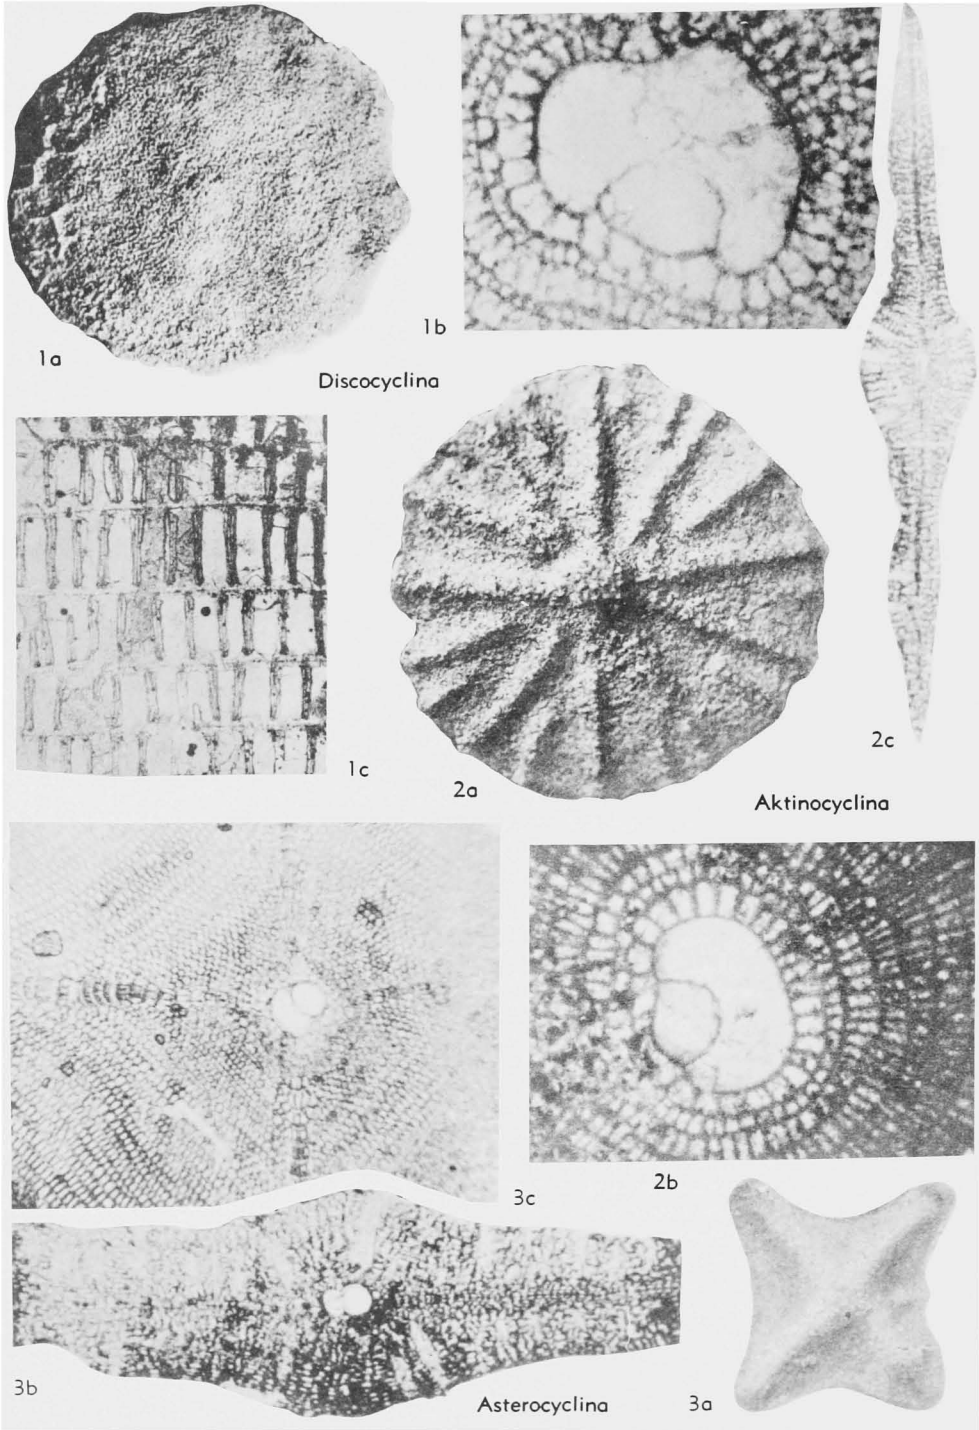 1a
1b
Discocyclina
1c
2a
2c
Aktinocyclina
3c
2b
3b
Asterocyclina
3a